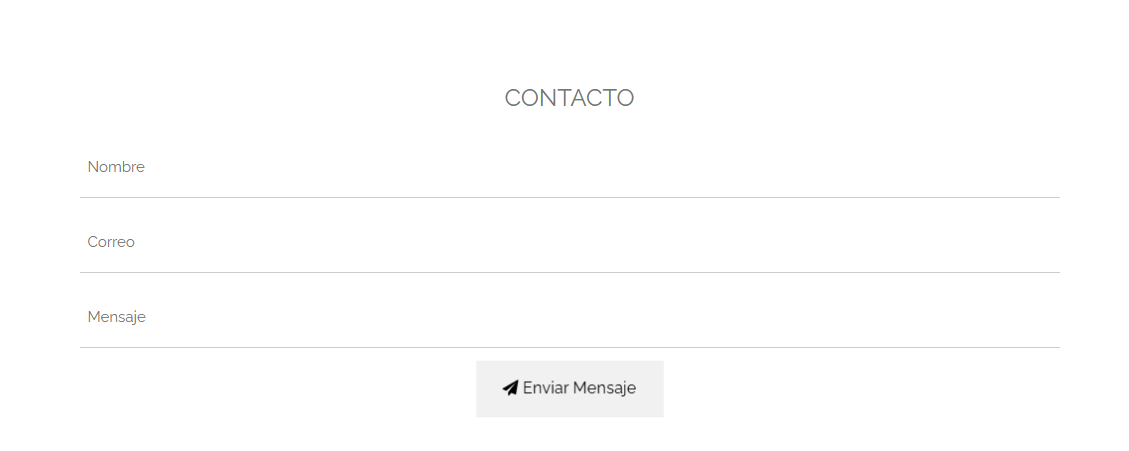 CONTACTO
Nombre
Correo
Mensaje
Enviar Mensaje